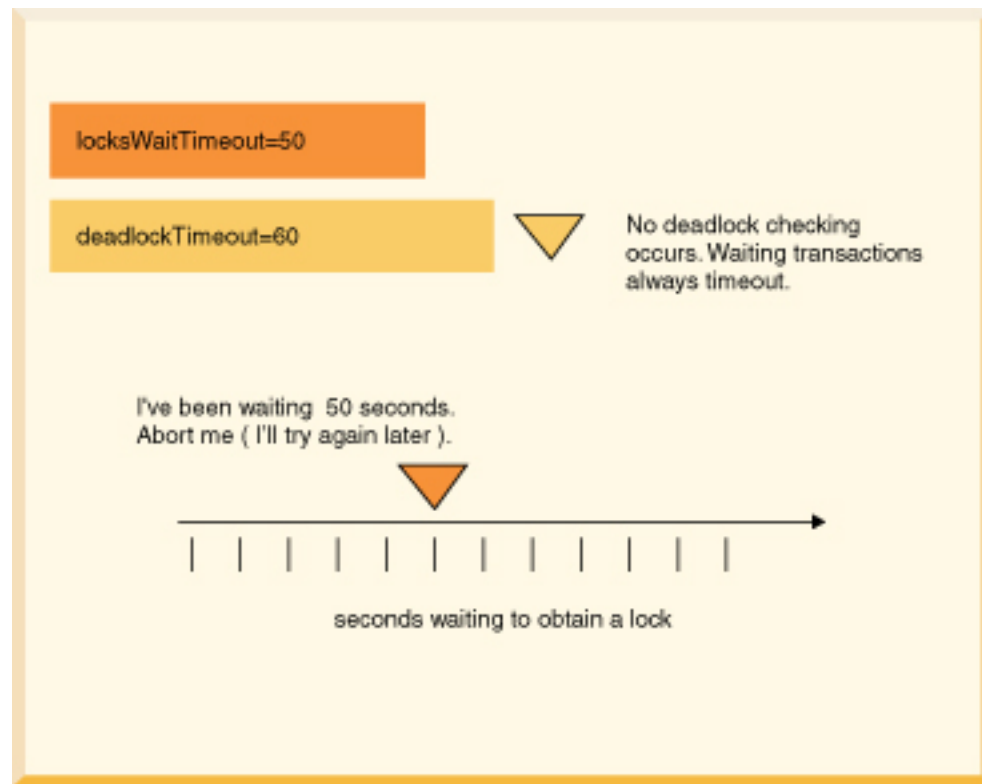 locksWaitTimeout=50
deadlockTimeout=60
No deadlock checking
occurs. Waiting transactions
always timeout.
I've been waiting  50 seconds.
Abort me ( I'll try again later ).
seconds waiting to obtain a lock